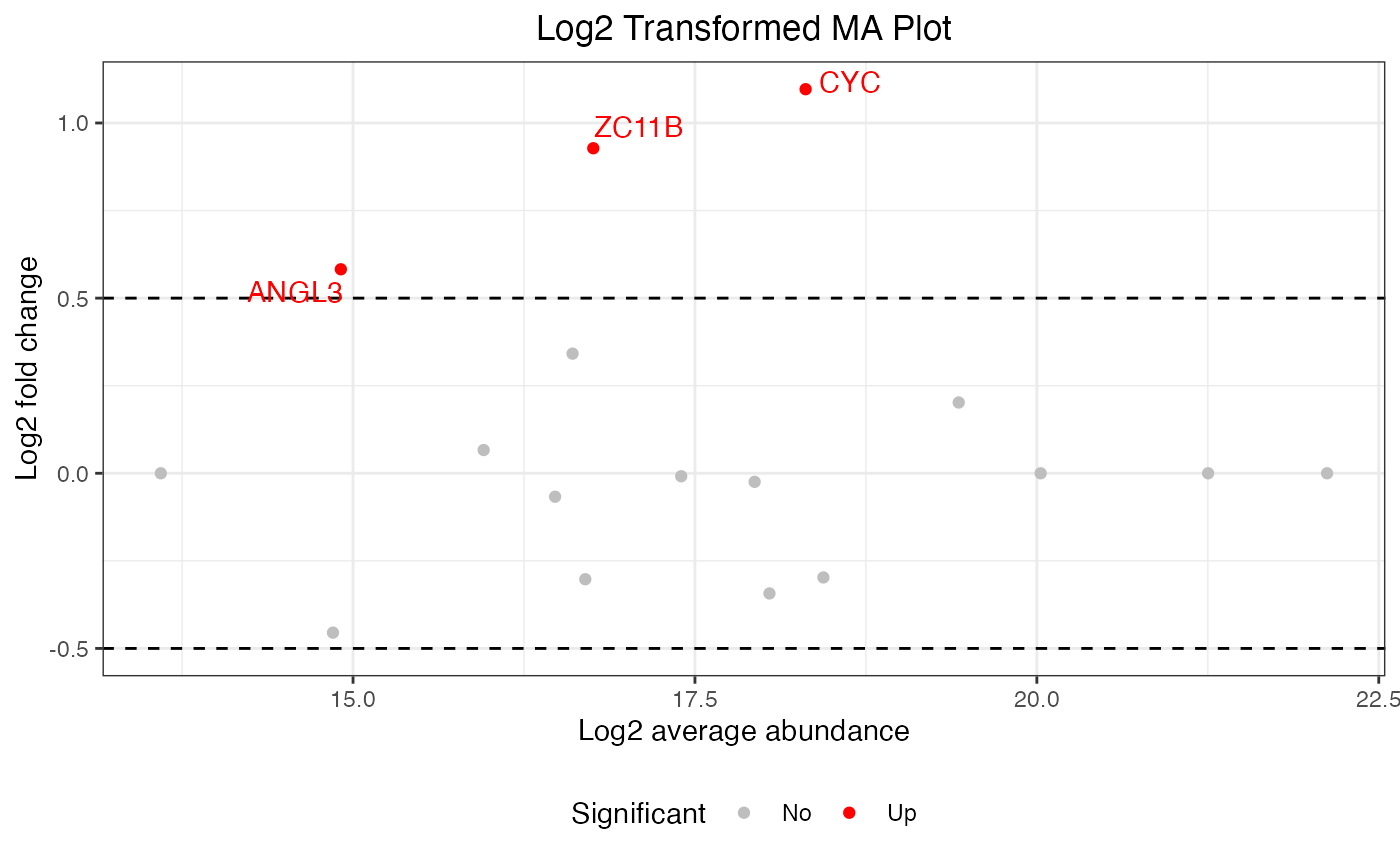 Log2 Transformed MA Plot
CYC
ZC11B
ANGL3
Log2 fold change
1.0
0.5
0.0
-0.5
15.0
17.5
20.0
22.5
Log2 average abundance
Significant
No
Up